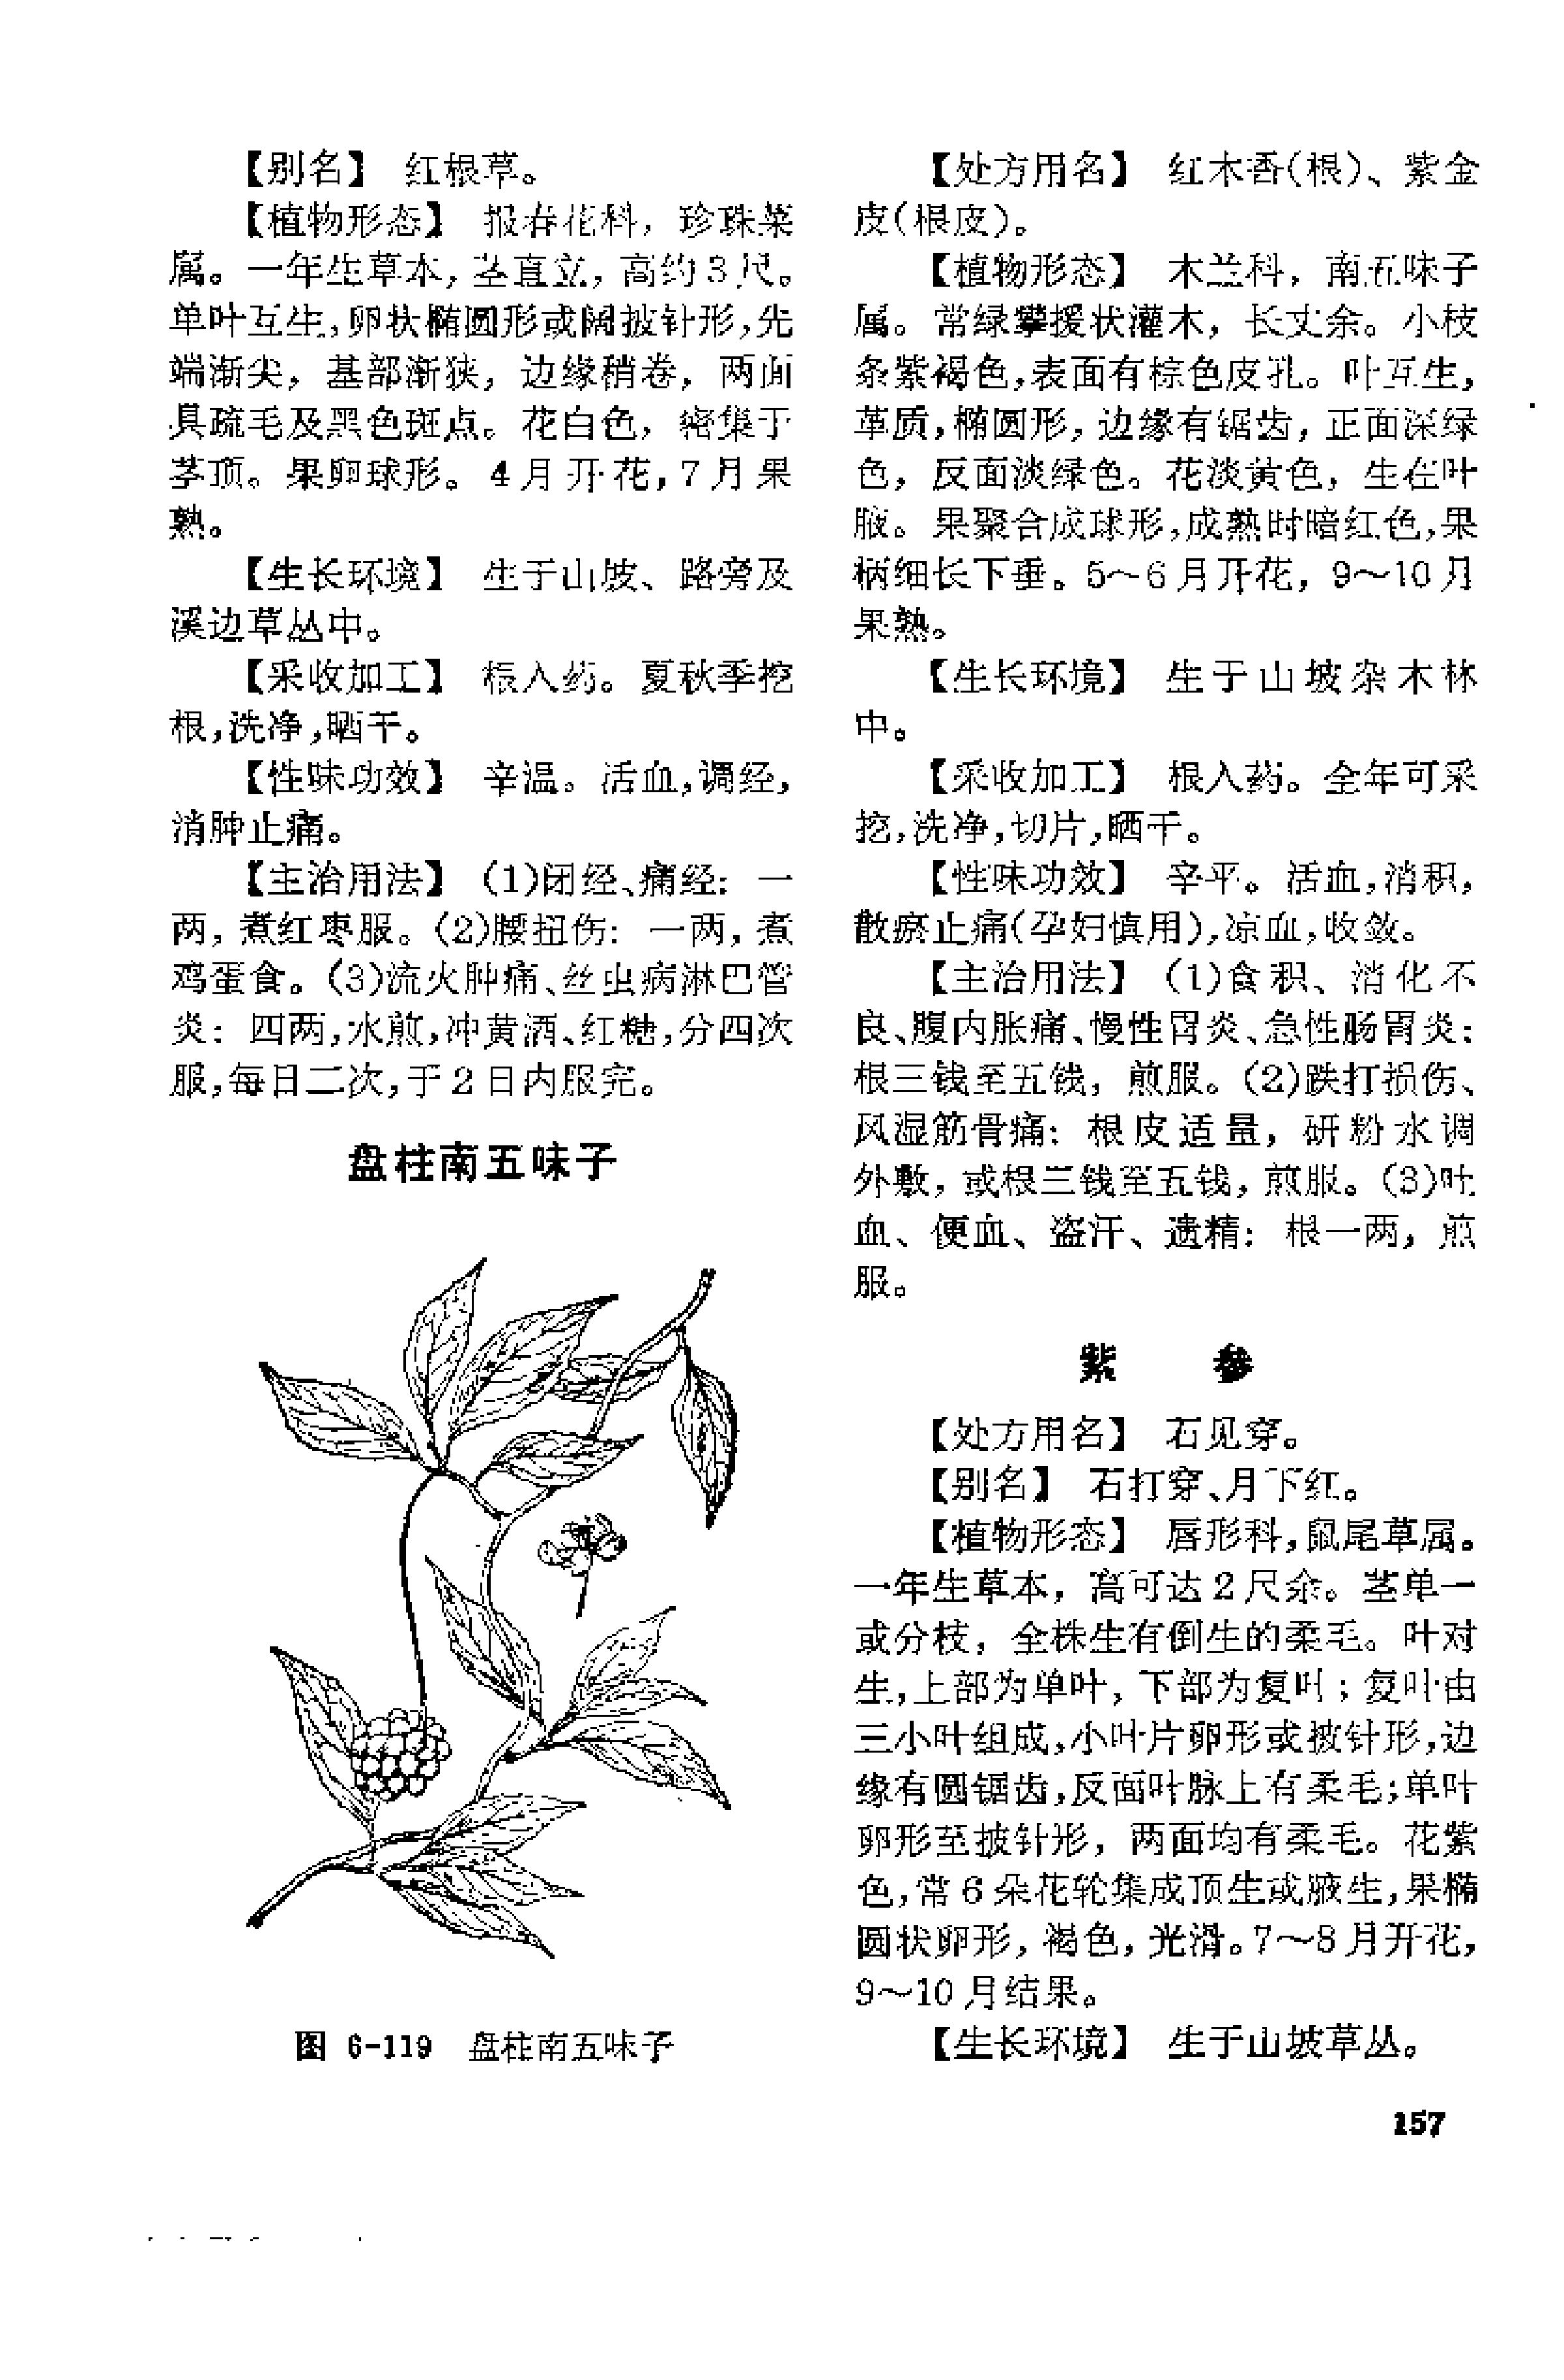 【别名】 红根草。
【植物形态】 报春花科，珍珠菜
属。一年生草本，茎直立，高约3尺。
单叶互生，卵状椭圆形或阔披针形，先
端渐尖，基部渐狭，边缘稍卷，两面
具疏毛及黑色斑点。花白色，密集于
茎顶。果卵球形。4月开花，7月果
熟。
【生长环境】 生于山坡、路旁及
溪边草丛中。
【采收加工】 根入药。夏秋季挖
根，洗净，晒干。
【性味功效】 辛温。活血，调经，
消肿止痛。
【主治用法】 (1)闭经、痛经：一
两，煮红枣服。(2)腰扭伤：一两，煮
鸡蛋食。(3)流火肿痛、丝虫病淋巴管
炎：四两，水煎，冲黄酒、红糖，分四次
服，每日二次，于2日内服完。
盘柱南五味子
图 6-119 盘柱南五味子
【处方用名】 红木香(根)、紫金
皮(根皮)。
【植物形态】 木兰科，南五味子
属。常绿攀援状灌木，长丈余。小枝
条紫褐色，表面有棕色皮孔。叶互生，
革质，椭圆形，边缘有锯齿，正面深绿
色，反面淡绿色。花淡黄色，生在叶
腋。果聚合成球形，成熟时暗红色，果
柄细长下垂。5～6月开花，9～10月
果熟。
【生长环境】 生于山坡杂木林
中。
【采收加工】 根入药。全年可采
挖，洗净，切片，晒干。
【性味功效】 辛平。活血，消积，
散瘀止痛(孕妇慎用)，凉血，收敛。
【主治用法】 (1)食积、消化不
良、腹内胀痛、慢性胃炎、急性肠胃炎：
根三钱至五钱，煎服。(2)跌打损伤、
风湿筋骨痛：根皮适量，研粉水调
外敷，或根三钱至五钱，煎服。(3)吐
血、便血、盗汗、遗精：根一两，煎
服。
紫 参
【处方用名】 石见穿。
【别名】 石打穿、月下红。
【植物形态】 唇形科，鼠尾草属。
一年生草本，高可达2尺余。茎单一
或分枝，全株生有倒生的柔毛。叶对
生，上部为单叶，下部为复叶；复叶由
三小叶组成，小叶片卵形或披针形，边
缘有圆锯齿，反面叶脉上有柔毛；单叶
卵形至披针形，两面均有柔毛。花紫
色，常6朵花轮集成顶生或腋生，果椭
圆状卵形，褐色，光滑。7～8月开花，
9～10月结果。
【生长环境】 生于山坡草丛。
157